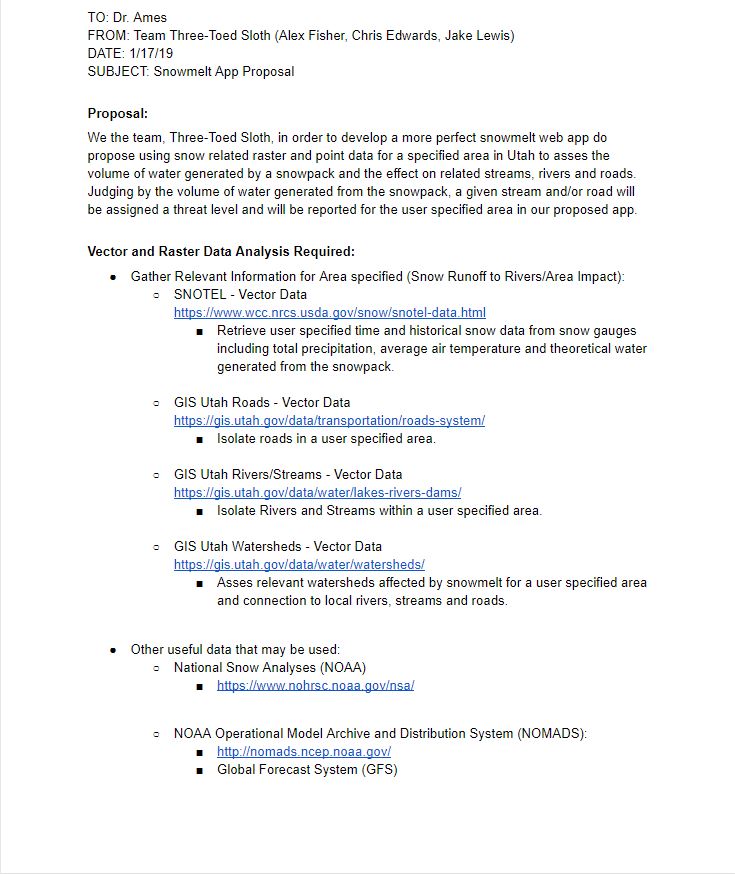 TO: Dr. Ames
FROM: Team Three-Toed Sloth (Alex Fisher, Chris Edwards, Jake Lewis)
DATE: 1/17/19
SUBJECT: Snowmelt App Proposal
Proposal:
We the team, Three-Toed Sloth, in order to develop a more perfect snowmelt web app do
propose using snow related raster and point data for a specified area in Utah to asses the
volume of water generated by a snowpack and the effect on related streams, rivers and roads.
Judging by the volume of water generated from the snowpack, a given stream and/or road will
be assigned a threat level and will be reported for the user specified area in our proposed app.
Vector and Raster Data Analysis Required:
● Gather Relevant Information for Area specified (Snow Runoff to Rivers/Area Impact):
○ SNOTEL - Vector Data
https://www.wcc.nrcs.usda.gov/snow/snotel-data.html
■ Retrieve user specified time and historical snow data from snow gauges
including total precipitation, average air temperature and theoretical water
generated from the snowpack.
○ GIS Utah Roads - Vector Data
https://gis.utah.gov/data/transportation/roads-system/
■ Isolate roads in a user specified area.
○ GIS Utah Rivers/Streams - Vector Data
https://gis.utah.gov/data/water/lakes-rivers-dams/
■ Isolate Rivers and Streams within a user specified area.
○ GIS Utah Watersheds - Vector Data
https://gis.utah.gov/data/water/watersheds/
■ Asses relevant watersheds affected by snowmelt for a user specified area
and connection to local rivers, streams and roads.
● Other useful data that may be used:
○ National Snow Analyses (NOAA)
■ https://www.nohrsc.noaa.gov/nsa/
○ NOAA Operational Model Archive and Distribution System (NOMADS):
■ http://nomads.ncep.noaa.gov/
■ Global Forecast System (GFS)